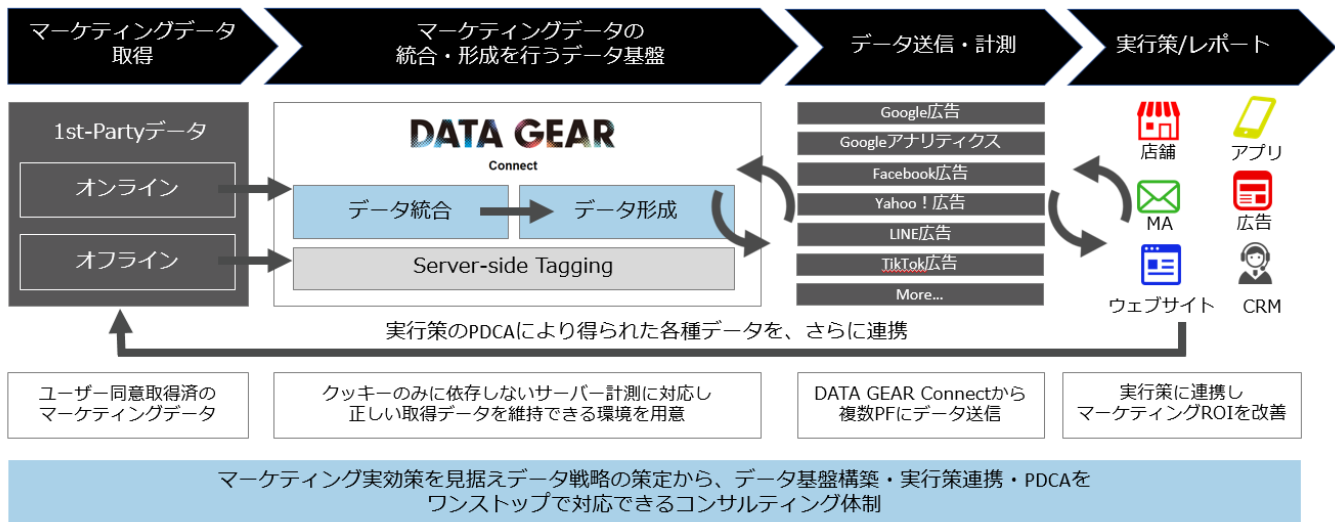 マーケティングデータ
取得
マーケティングデータの
統合・形成を行うデータ基盤
データ送信・計測
実行策/レポート
1st-Partyデータ
オンライン
オフライン
DATA GEAR
Connect
データ統合
データ形成
Server-side Tagging
Google広告
Googleアナリティクス
Facebook広告
Yahoo！広告
LINE広告
TikTok広告
More...
店舗
アプリ
MA
広告
ウェブサイト
CRM
実行策のPDCAにより得られた各種データを、さらに連携
ユーザー同意取得済の
マーケティングデータ
クッキーのみに依存しないサーバー計測に対応し
正しい取得データを維持できる環境を用意
DATA GEAR Connectから
複数PFにデータ送信
実行策に連携し
マーケティングROIを改善
マーケティング実効策を見据えデータ戦略の策定から、データ基盤構築・実行策連携・PDCAを
ワンストップで対応できるコンサルティング体制